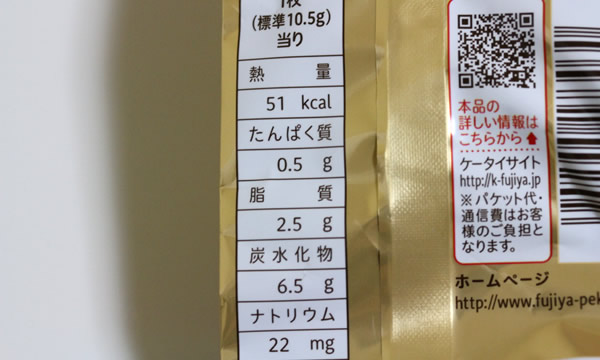 1枚
(標準10.5g)
当り
熱量
51 kcal
たんぱく質
0.5 g
脂質
2.5 g
炭水化物
6.5 g
ナトリウム
22 mg
本品の
詳しい情報は
こちらから
ケータイサイト
http://k-fujiya.jp
※パケット代・
通信費はお客
様のご負担と
なります。
ホームページ
http://www.fujiya-pek